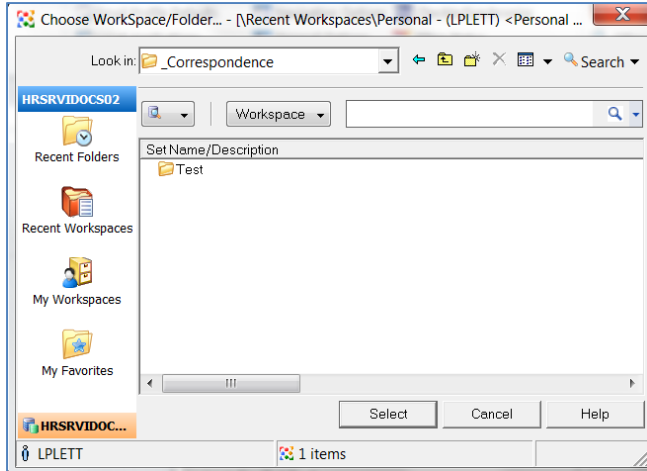 Choose WorkSpace/Folder... - [\Recent Workspaces\Personal - (LPLETT) <Personal ...
Look in: _Correspondence
Search
HRSRVIDOCS02
Workspace
Recent Folders
Set Name/Description
Test
Recent Workspaces
My Workspaces
My Favorites
Select Cancel Help
HRSRVIDOC...
LPLETT 1 items